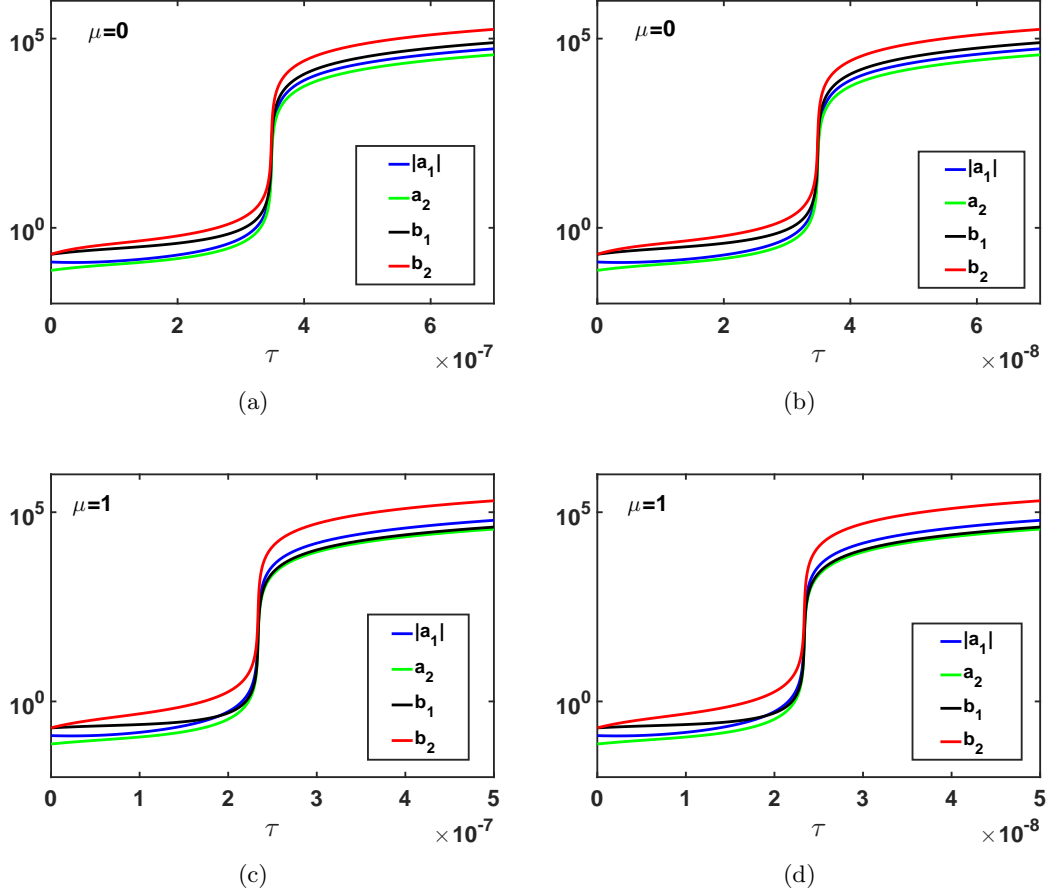 μ=0
10^5
10^0
|a_1|
a_2
b_1
b_2
0 2 4 6
τ
×10^-7
(a)
μ=0
10^5
10^0
|a_1|
a_2
b_1
b_2
0 2 4 6
τ
×10^-8
(b)
μ=1
10^5
10^0
|a_1|
a_2
b_1
b_2
0 1 2 3 4 5
τ
×10^-7
(c)
μ=1
10^5
10^0
|a_1|
a_2
b_1
b_2
0 1 2 3 4 5
τ
×10^-8
(d)